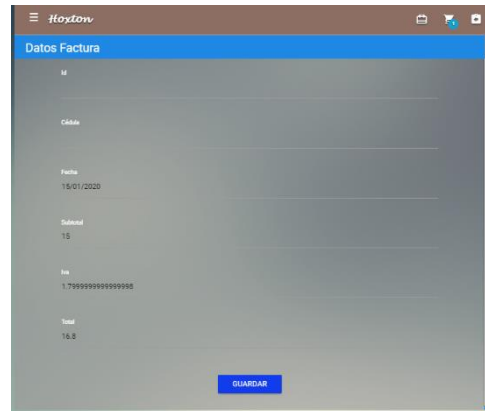 Hoxton
Datos Factura
Id
Cédula
Fecha
15/01/2020
Subtotal
15
Iva
1.7999999999999998
Total
16.8
GUARDAR